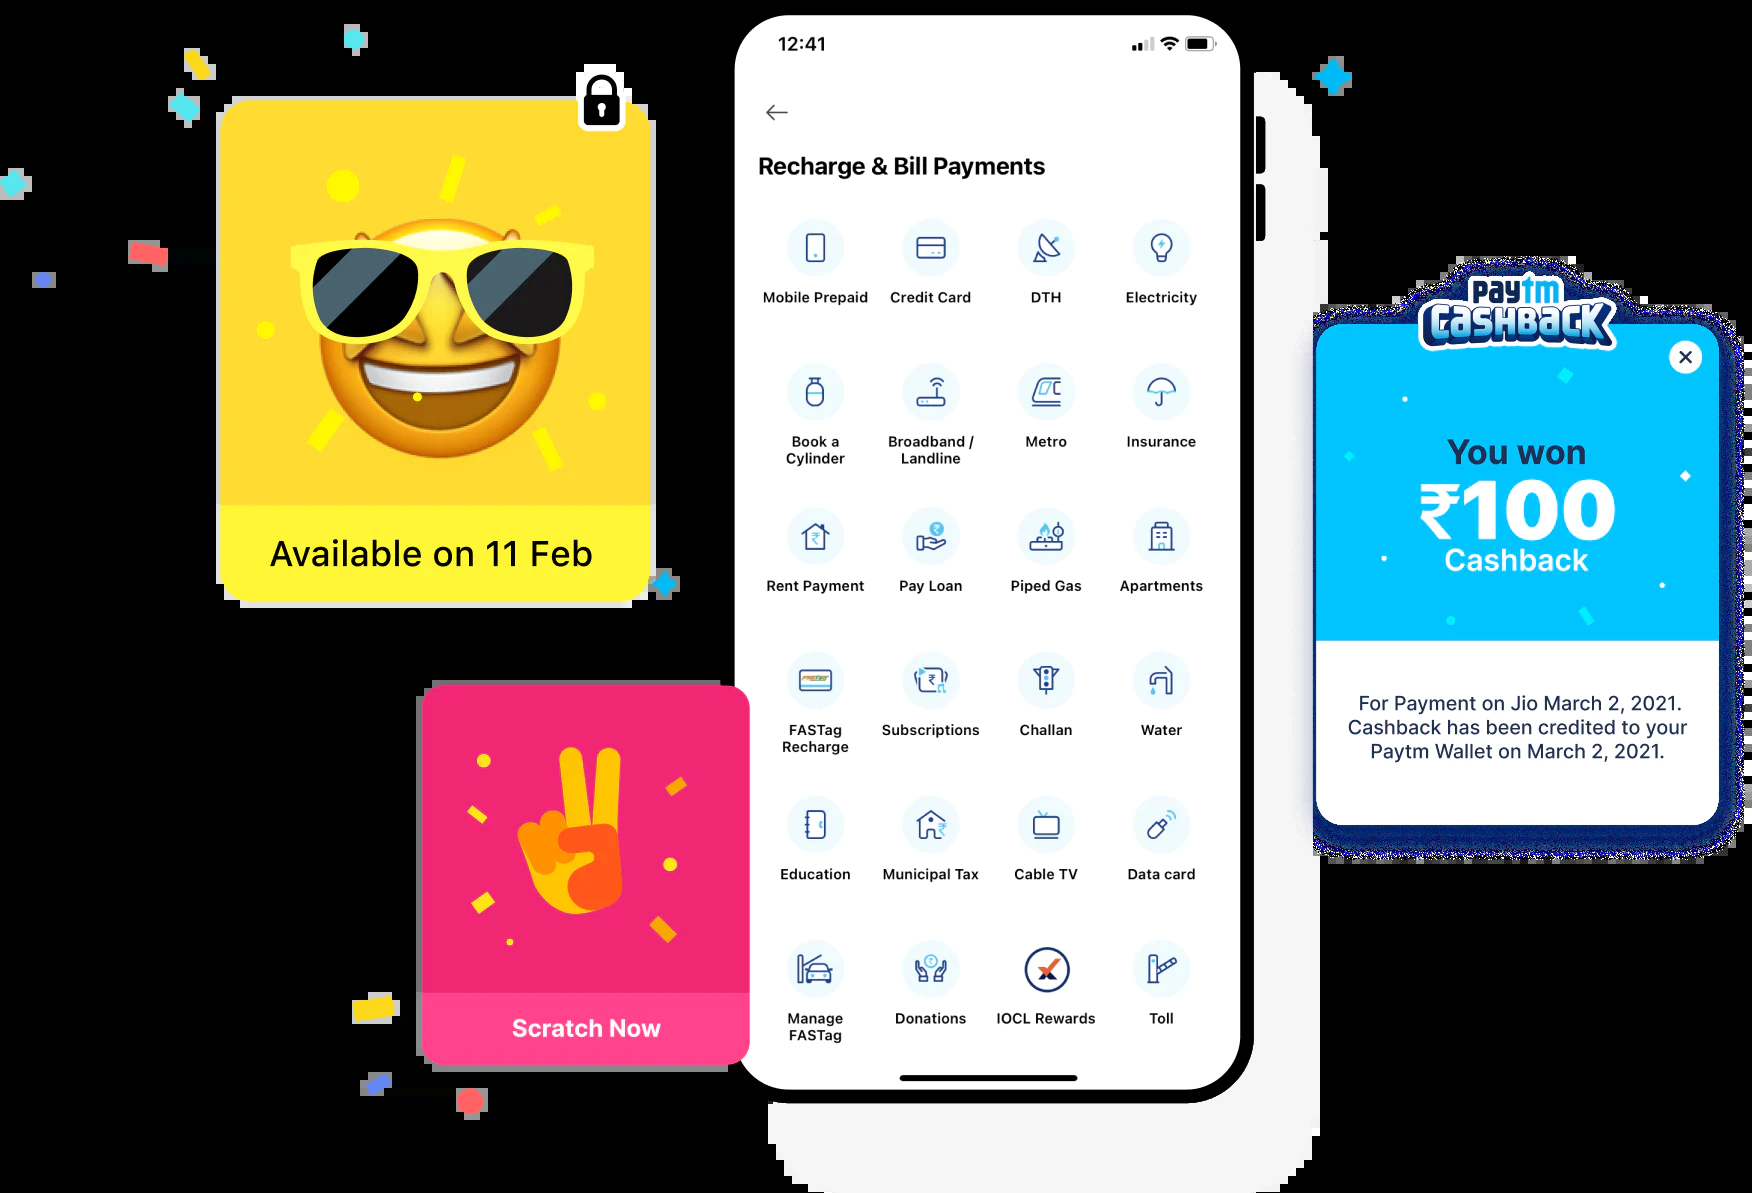 12:41
Recharge & Bill Payments
Mobile Prepaid
Credit Card
DTH
Electricity
Book a
Cylinder
Broadband /
Landline
Metro
Insurance
Rent Payment
Pay Loan
Piped Gas
Apartments
FASTag
Recharge
Subscriptions
Challan
Water
Education
Municipal Tax
Cable TV
Data card
Manage
FASTag
Donations
IOCL Rewards
Toll
Available on 11 Feb
Scratch Now
paytm
CASHBACK
You won
₹100
Cashback
For Payment on Jio March 2, 2021.
Cashback has been credited to your
Paytm Wallet on March 2, 2021.